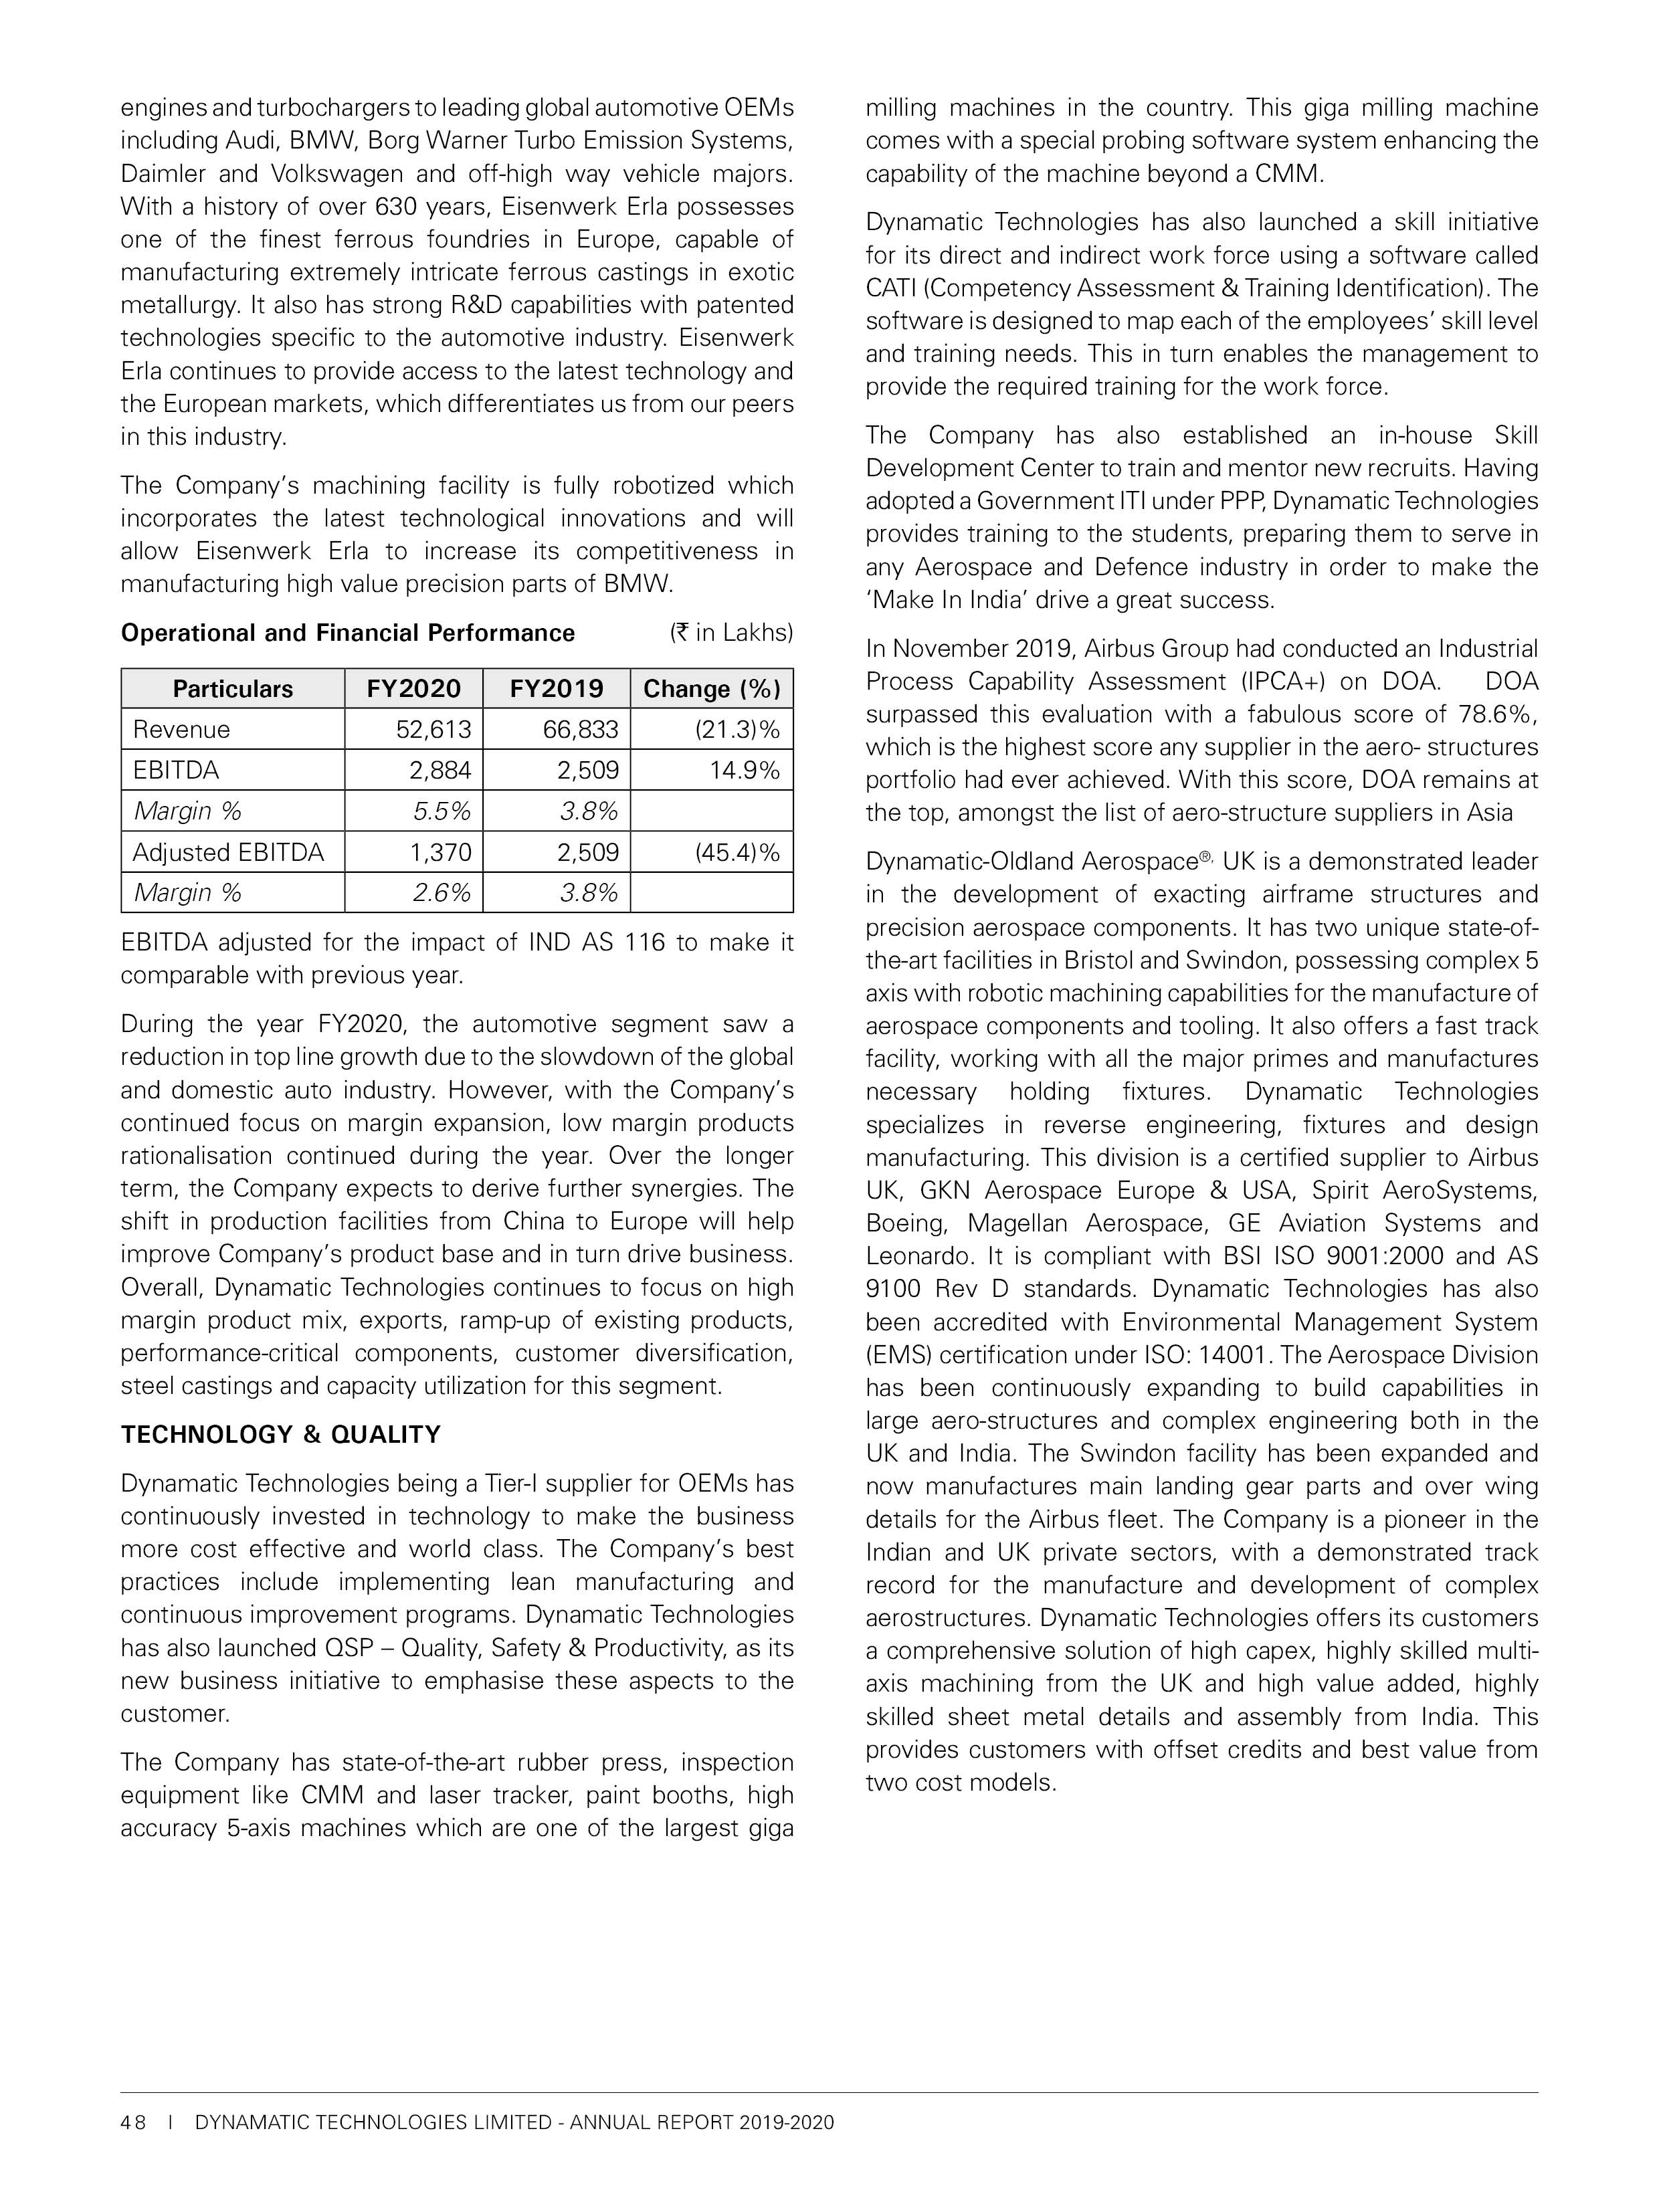 engines and turbochargers to leading global automotive OEMs
including Audi, BMW, Borg Warner Turbo Emission Systems,
Daimler and Volkswagen and off-high way vehicle majors.
With a history of over 630 years, Eisenwerk Erla possesses
one of the finest ferrous foundries in Europe, capable of
manufacturing extremely intricate ferrous castings in exotic
metallurgy. It also has strong R&D capabilities with patented
technologies specific to the automotive industry. Eisenwerk
Erla continues to provide access to the latest technology and
the European markets, which differentiates us from our peers
in this industry.
The Company's machining facility is fully robotized which
incorporates the latest technological innovations and will
allow Eisenwerk Erla to increase its competitiveness in
manufacturing high value precision parts of BMW.
Operational and Financial Performance (₹ in Lakhs)
Particulars FY2020 FY2019 Change (%)
Revenue 52,613 66,833 (21.3)%
EBITDA 2,884 2,509 14.9%
Margin % 5.5% 3.8%
Adjusted EBITDA 1,370 2,509 (45.4)%
Margin % 2.6% 3.8%
EBITDA adjusted for the impact of IND AS 116 to make it
comparable with previous year.
During the year FY2020, the automotive segment saw a
reduction in top line growth due to the slowdown of the global
and domestic auto industry. However, with the Company's
continued focus on margin expansion, low margin products
rationalisation continued during the year. Over the longer
term, the Company expects to derive further synergies. The
shift in production facilities from China to Europe will help
improve Company's product base and in turn drive business.
Overall, Dynamatic Technologies continues to focus on high
margin product mix, exports, ramp-up of existing products,
performance-critical components, customer diversification,
steel castings and capacity utilization for this segment.
TECHNOLOGY & QUALITY
Dynamatic Technologies being a Tier-I supplier for OEMs has
continuously invested in technology to make the business
more cost effective and world class. The Company's best
practices include implementing lean manufacturing and
continuous improvement programs. Dynamatic Technologies
has also launched QSP – Quality, Safety & Productivity, as its
new business initiative to emphasise these aspects to the
customer.
The Company has state-of-the-art rubber press, inspection
equipment like CMM and laser tracker, paint booths, high
accuracy 5-axis machines which are one of the largest giga
milling machines in the country. This giga milling machine
comes with a special probing software system enhancing the
capability of the machine beyond a CMM.
Dynamatic Technologies has also launched a skill initiative
for its direct and indirect work force using a software called
CATI (Competency Assessment & Training Identification). The
software is designed to map each of the employees' skill level
and training needs. This in turn enables the management to
provide the required training for the work force.
The Company has also established an in-house Skill
Development Center to train and mentor new recruits. Having
adopted a Government ITI under PPP, Dynamatic Technologies
provides training to the students, preparing them to serve in
any Aerospace and Defence industry in order to make the
‘Make In India’ drive a great success.
In November 2019, Airbus Group had conducted an Industrial
Process Capability Assessment (IPCA+) on DOA. DOA
surpassed this evaluation with a fabulous score of 78.6%,
which is the highest score any supplier in the aero- structures
portfolio had ever achieved. With this score, DOA remains at
the top, amongst the list of aero-structure suppliers in Asia
Dynamatic-Oldland Aerospace®, UK is a demonstrated leader
in the development of exacting airframe structures and
precision aerospace components. It has two unique state-of-
the-art facilities in Bristol and Swindon, possessing complex 5
axis with robotic machining capabilities for the manufacture of
aerospace components and tooling. It also offers a fast track
facility, working with all the major primes and manufactures
necessary holding fixtures. Dynamatic Technologies
specializes in reverse engineering, fixtures and design
manufacturing. This division is a certified supplier to Airbus
UK, GKN Aerospace Europe & USA, Spirit AeroSystems,
Boeing, Magellan Aerospace, GE Aviation Systems and
Leonardo. It is compliant with BSI ISO 9001:2000 and AS
9100 Rev D standards. Dynamatic Technologies has also
been accredited with Environmental Management System
(EMS) certification under ISO: 14001. The Aerospace Division
has been continuously expanding to build capabilities in
large aero-structures and complex engineering both in the
UK and India. The Swindon facility has been expanded and
now manufactures main landing gear parts and over wing
details for the Airbus fleet. The Company is a pioneer in the
Indian and UK private sectors, with a demonstrated track
record for the manufacture and development of complex
aerostructures. Dynamatic Technologies offers its customers
a comprehensive solution of high capex, highly skilled multi-
axis machining from the UK and high value added, highly
skilled sheet metal details and assembly from India. This
provides customers with offset credits and best value from
two cost models.
48 I DYNAMATIC TECHNOLOGIES LIMITED - ANNUAL REPORT 2019-2020